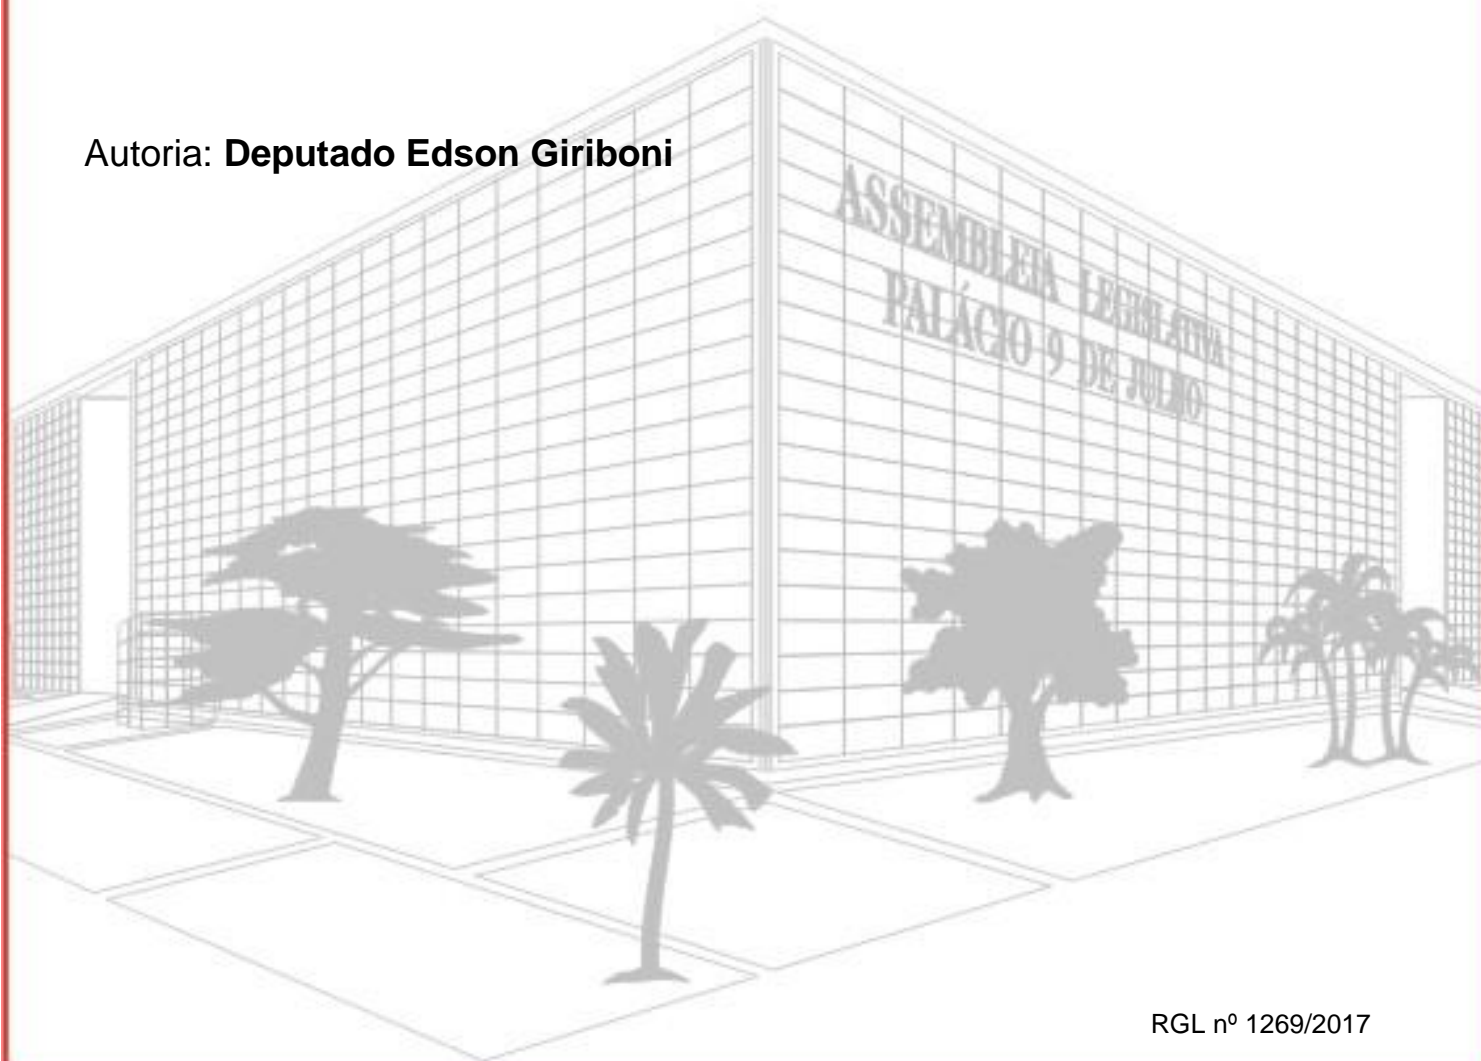 Autoria: Deputado Edson Giriboni
ASSEMBLEIA LEGISLATIVA
PALÁCIO 9 DE JULHO
RGL nº 1269/2017